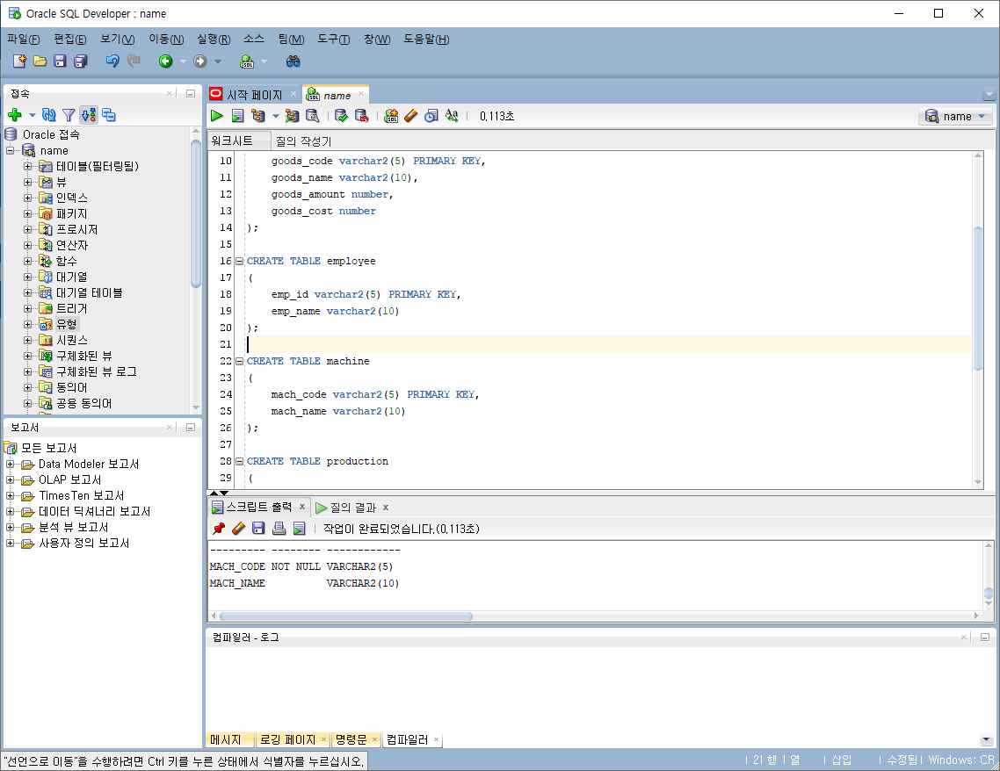 Oracle SQL Developer : name
파일(F) 편집(E) 보기(V) 이동(N) 실행(R) 소스 팀(M) 도구(T) 창(W) 도움말(H)
접속
Oracle 접속
name
테이블(필터링됨)
뷰
인덱스
패키지
프로시저
연산자
함수
대기열
대기열 테이블
트리거
유형
시퀀스
구체화된 뷰
구체화된 뷰 로그
동의어
공용 동의어
보고서
모든 보고서
Data Modeler 보고서
OLAP 보고서
TimesTen 보고서
데이터 딕셔너리 보고서
분석 뷰 보고서
사용자 정의 보고서
시작 페이지 name
0,113초
name
워크시트 질의 작성기
10 goods_code varchar2(5) PRIMARY KEY,
11 goods_name varchar2(10),
12 goods_amount number,
13 goods_cost number
14 );
15
16 CREATE TABLE employee
17 (
18 emp_id varchar2(5) PRIMARY KEY,
19 emp_name varchar2(10)
20 );
21
22 CREATE TABLE machine
23 (
24 mach_code varchar2(5) PRIMARY KEY,
25 mach_name varchar2(10)
26 );
27
28 CREATE TABLE production
29 (
스크립트 출력 x 질의 결과 x
작업이 완료되었습니다.(0,113초)
--------- -------- ------------
MACH_CODE NOT NULL VARCHAR2(5)
MACH_NAME VARCHAR2(10)
컴파일러 - 로그
메시지 로깅 페이지 명령문 컴파일러
"선언으로 이동"을 수행하려면 Ctrl 키를 누른 상태에서 식별자를 누르십시오.
21 행 1 열 삽입 수정됨 Windows: CR